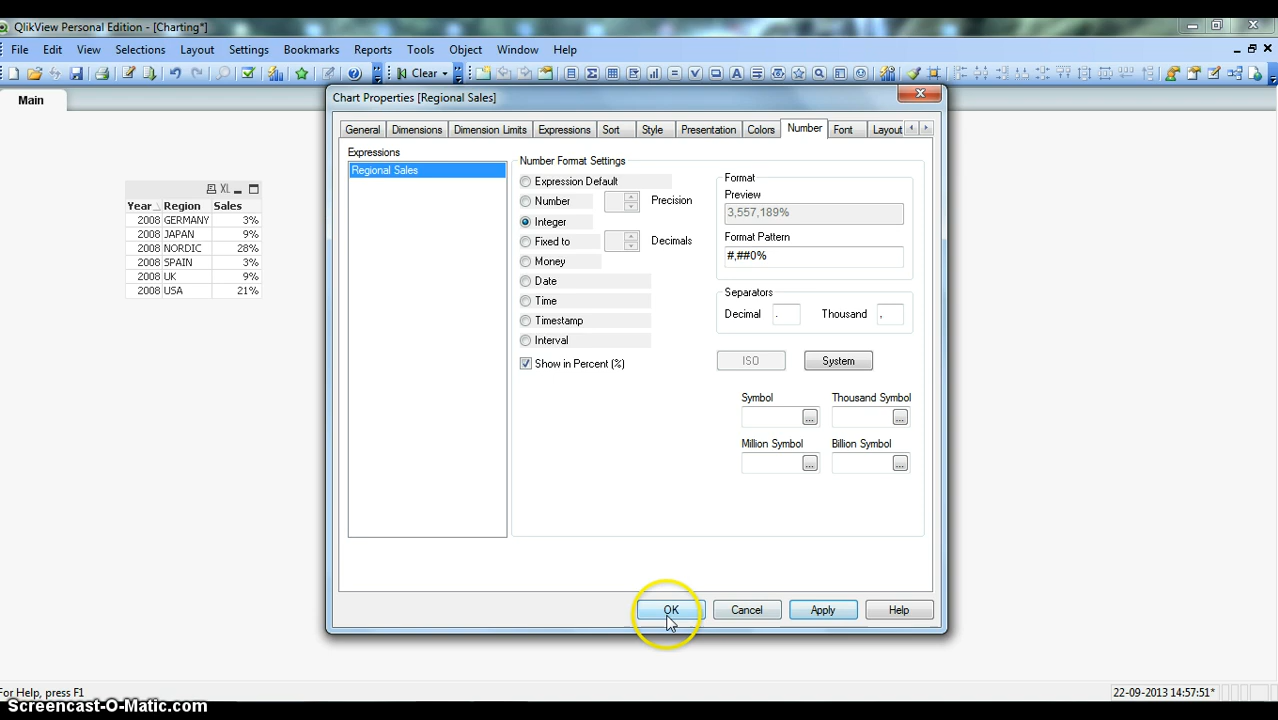 QlikView Personal Edition - [Charting*]
File Edit View Selections Layout Settings Bookmarks Reports Tools Object Window Help
Clear
Main
Chart Properties [Regional Sales]
General Dimensions Dimension Limits Expressions Sort Style Presentation Colors Number Font Layout
Expressions
Regional Sales
Number Format Settings
Expression Default
Number Precision
Integer
Fixed to Decimals
Money
Date
Time
Timestamp
Interval
Show in Percent (%)
Format
Preview
3,557,189%
Format Pattern
#,##0%
Separators
Decimal . Thousand ,
ISO System
Symbol Thousand Symbol
... ...
Million Symbol Billion Symbol
... ...
OK Cancel Apply Help
XL
Year Region Sales
2008 GERMANY 3%
2008 JAPAN 9%
2008 NORDIC 28%
2008 SPAIN 3%
2008 UK 9%
2008 USA 21%
For Help, press F1
22-09-2013 14:57:51*
Screencast-O-Matic.com